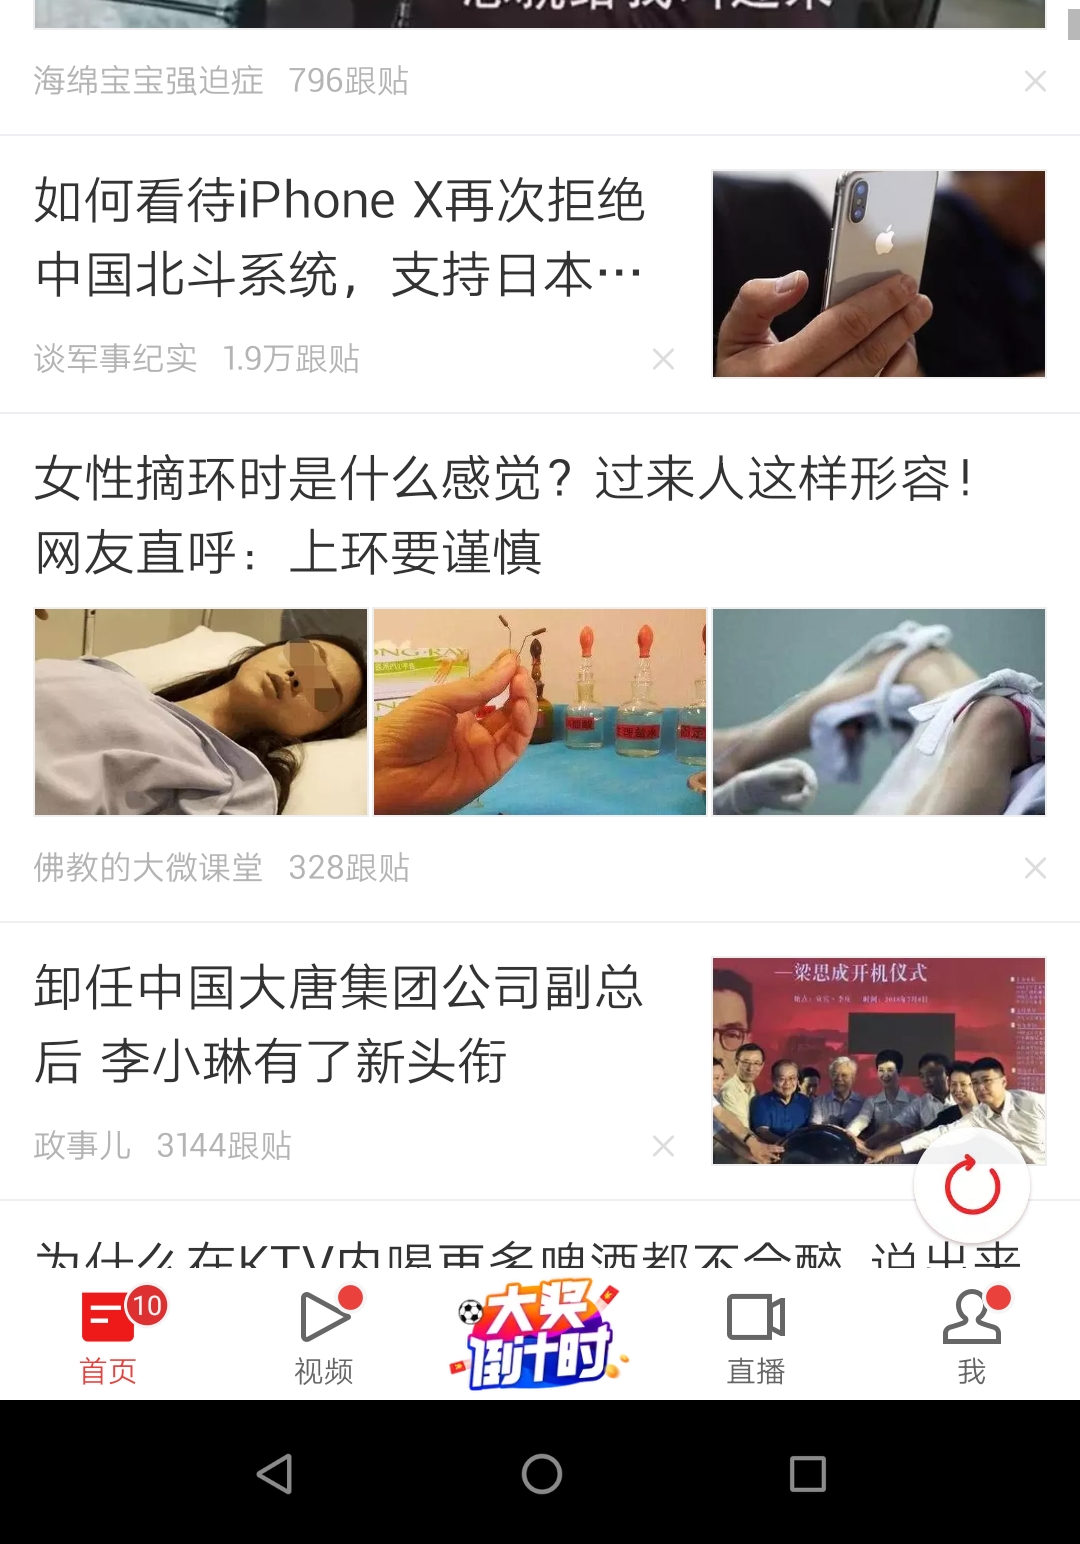 海绵宝宝强迫症 796跟贴
如何看待iPhone X再次拒绝
中国北斗系统，支持日本…
谈军事纪实 1.9万跟贴
女性摘环时是什么感觉？过来人这样形容！
网友直呼：上环要谨慎
生理盐水
佛教的大微课堂 328跟贴
卸任中国大唐集团公司副总
后 李小琳有了新头衔
—梁思成开机仪式
政事儿 3144跟贴
为什么在KTV内喝再多啤酒都不会醉 说出来
10
首页
视频
大奖
倒计时
直播
我